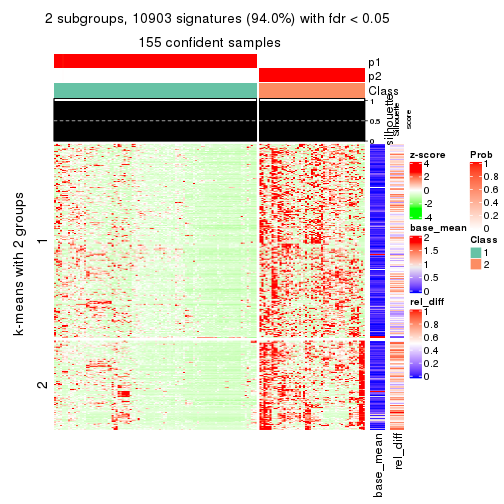 2 subgroups, 10903 signatures (94.0%) with fdr < 0.05
155 confident samples
p1
p2
Class
1
0.5
0
silhouette
Silhouette
score
k-means with 2 groups
1
2
base_mean
rel_diff
z-score
4
2
0
-2
-4
base_mean
2
1.5
1
0.5
0
rel_diff
1
0.8
0.6
0.4
0.2
0
Prob
1
0.8
0.6
0.4
0.2
0
Class
1
2